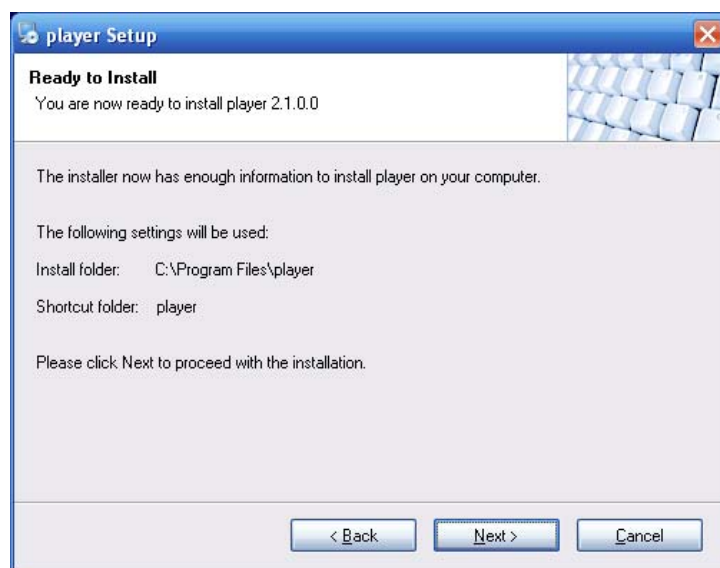 player Setup
Ready to Install
You are now ready to install player 2.1.0.0
The installer now has enough information to install player on your computer.
The following settings will be used:
Install folder: C:\Program Files\player
Shortcut folder: player
Please click Next to proceed with the installation.
< Back Next > Cancel